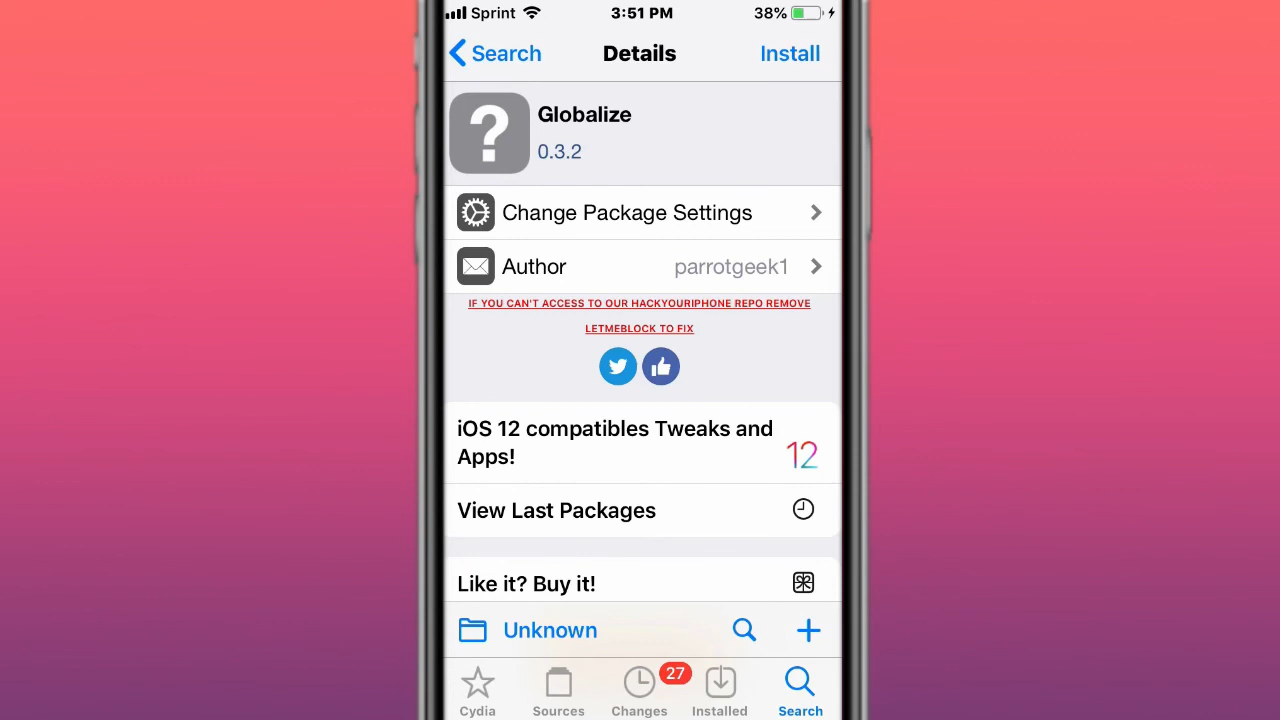 Sprint 3:51 PM 38%
Search Details Install
?
Globalize
0.3.2
Change Package Settings
Author parrotgeek1
IF YOU CAN'T ACCESS TO OUR HACKYOURIPHONE REPO REMOVE
LETMEBLOCK TO FIX
iOS 12 compatibles Tweaks and
Apps!
12
View Last Packages
Like it? Buy it!
Unknown
27
Cydia Sources Changes Installed Search